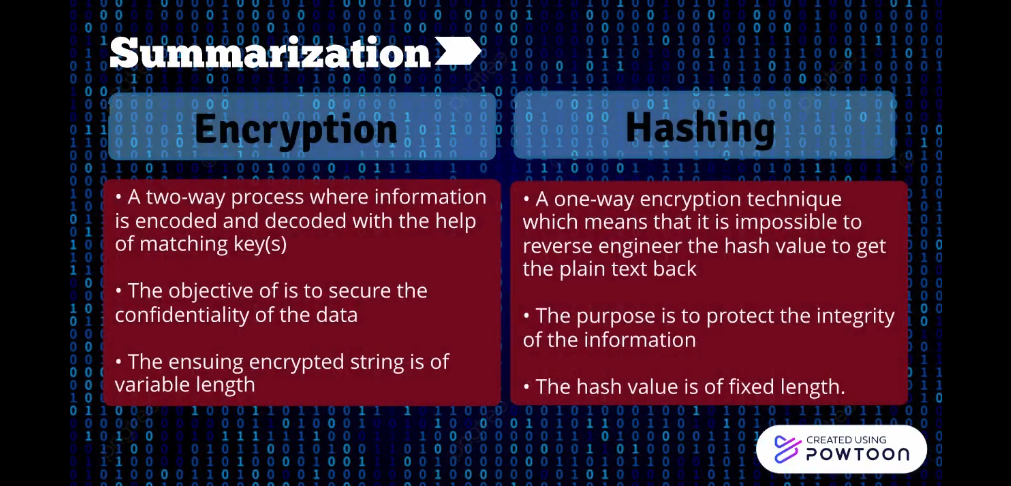 Summarization
Encryption
• A two-way process where information
is encoded and decoded with the help
of matching key(s)
• The objective of is to secure the
confidentiality of the data
• The ensuing encrypted string is of
variable length
Hashing
• A one-way encryption technique
which means that it is impossible to
reverse engineer the hash value to get
the plain text back
• The purpose is to protect the integrity
of the information
• The hash value is of fixed length.
CREATED USING
POWTOON